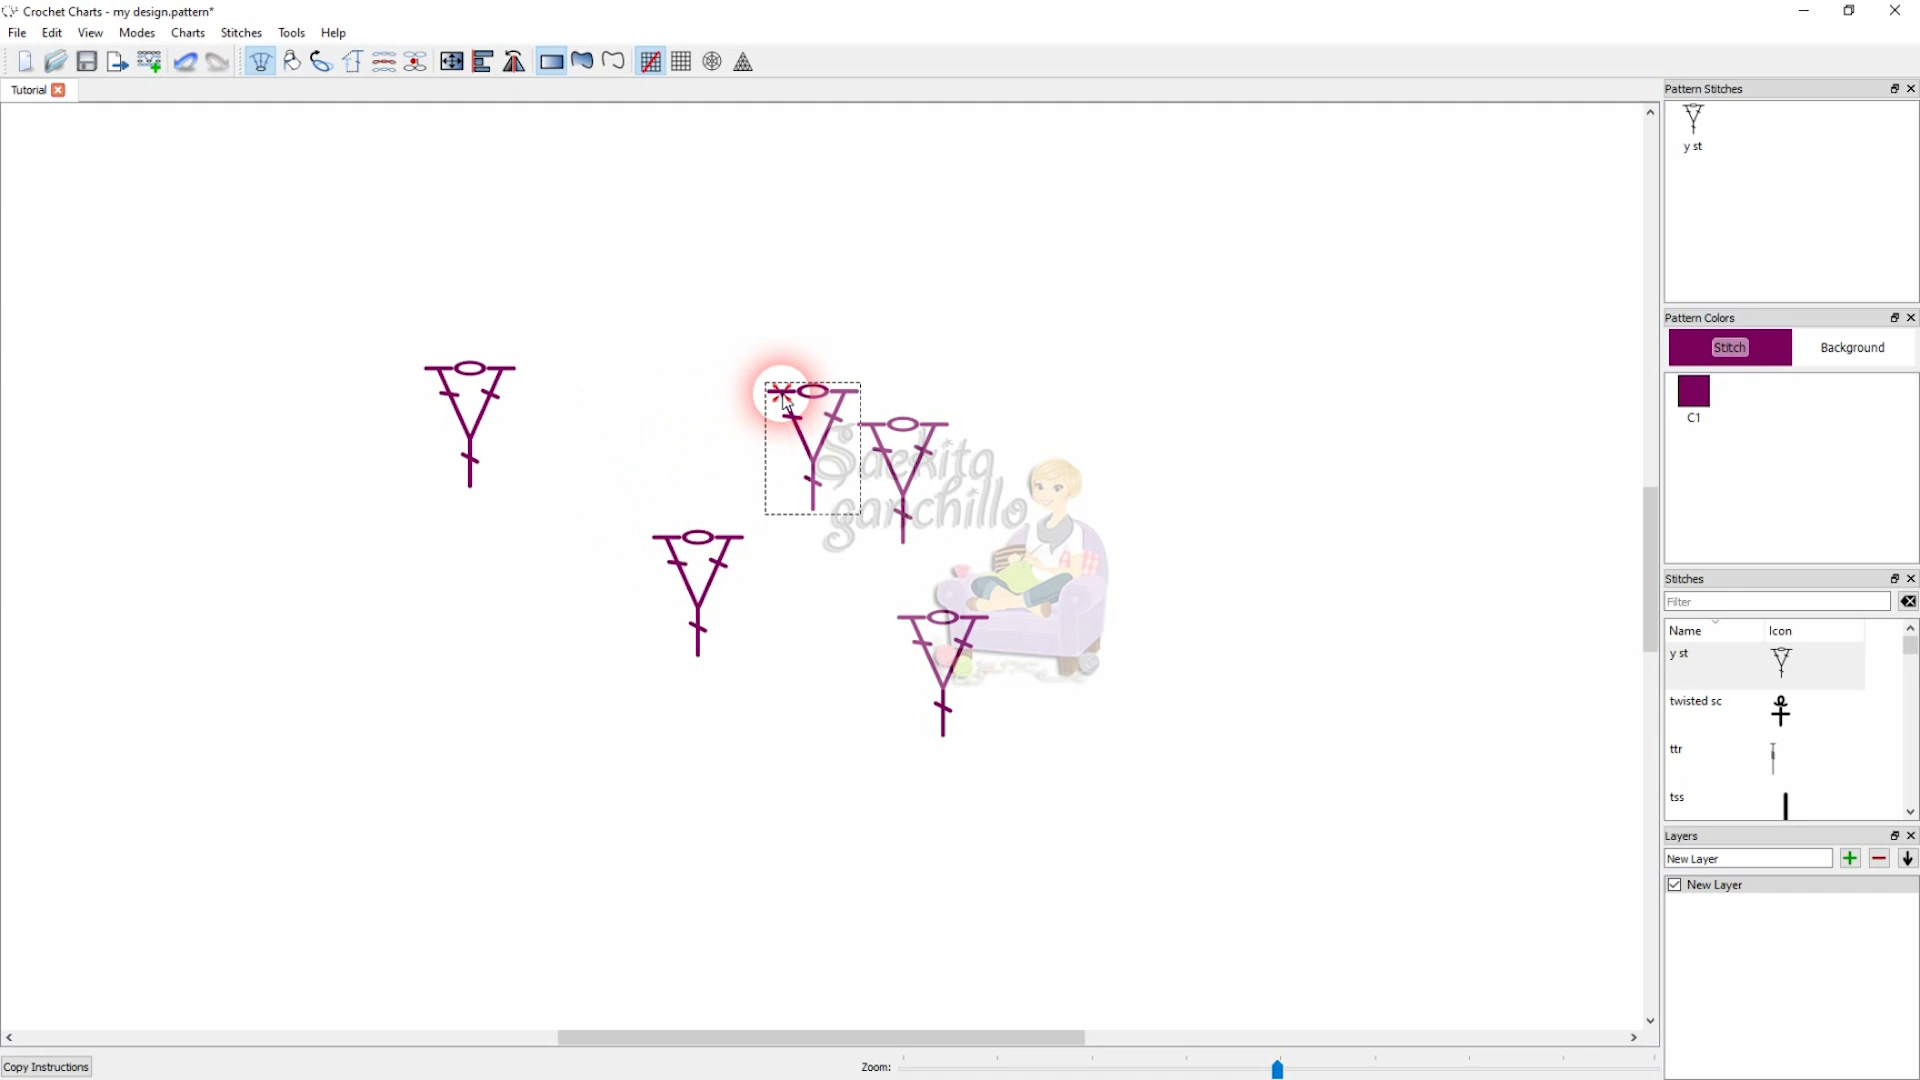 Crochet Charts - my design.pattern*
File Edit View Modes Charts Stitches Tools Help
Tutorial
Pattern Stitches
y st
Pattern Colors
Stitch Background
C1
Saekita
ganchillo
Stitches
Filter
Name Icon
y st
twisted sc
ttr
tss
Layers
New Layer
New Layer
Copy Instructions
Zoom: